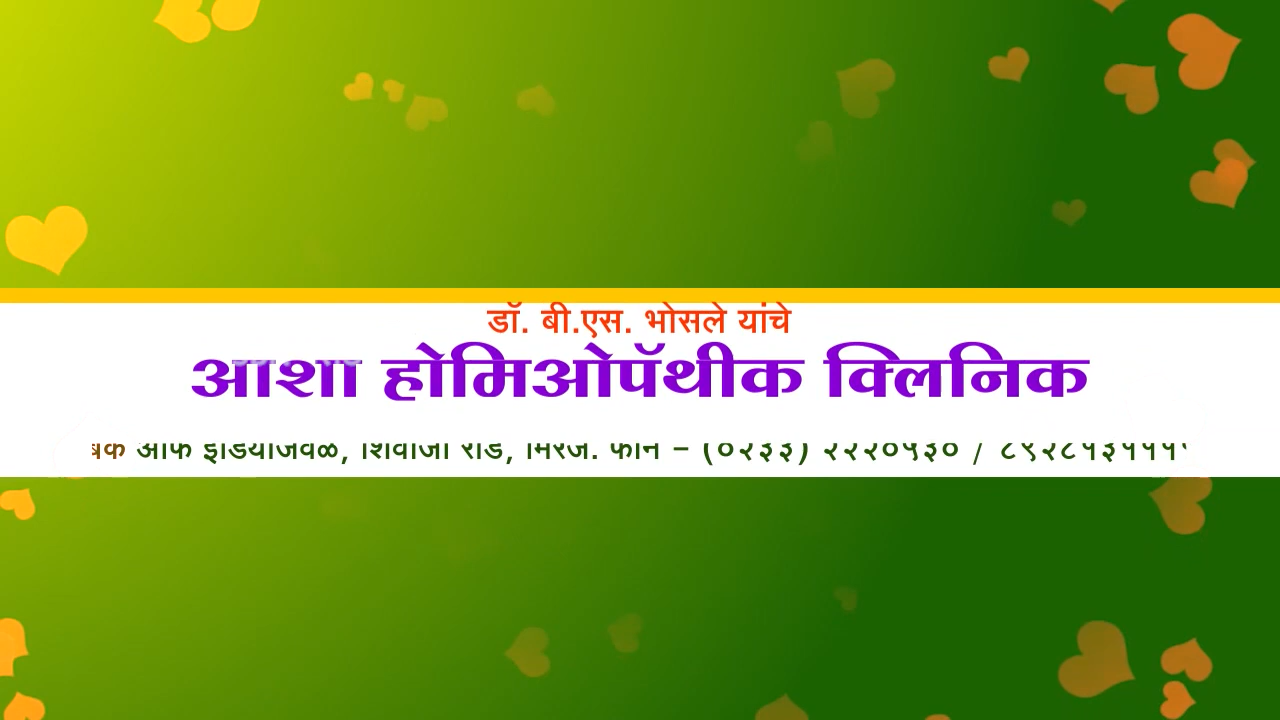 डॉ. बी.एस. भोसले यांचे
आशा होमिओपॅथीक क्लिनिक
बँक ऑफ इंडियाजवळ, शिवाजी रोड, मिरज. फोन – (०२३३) २२२०५३०